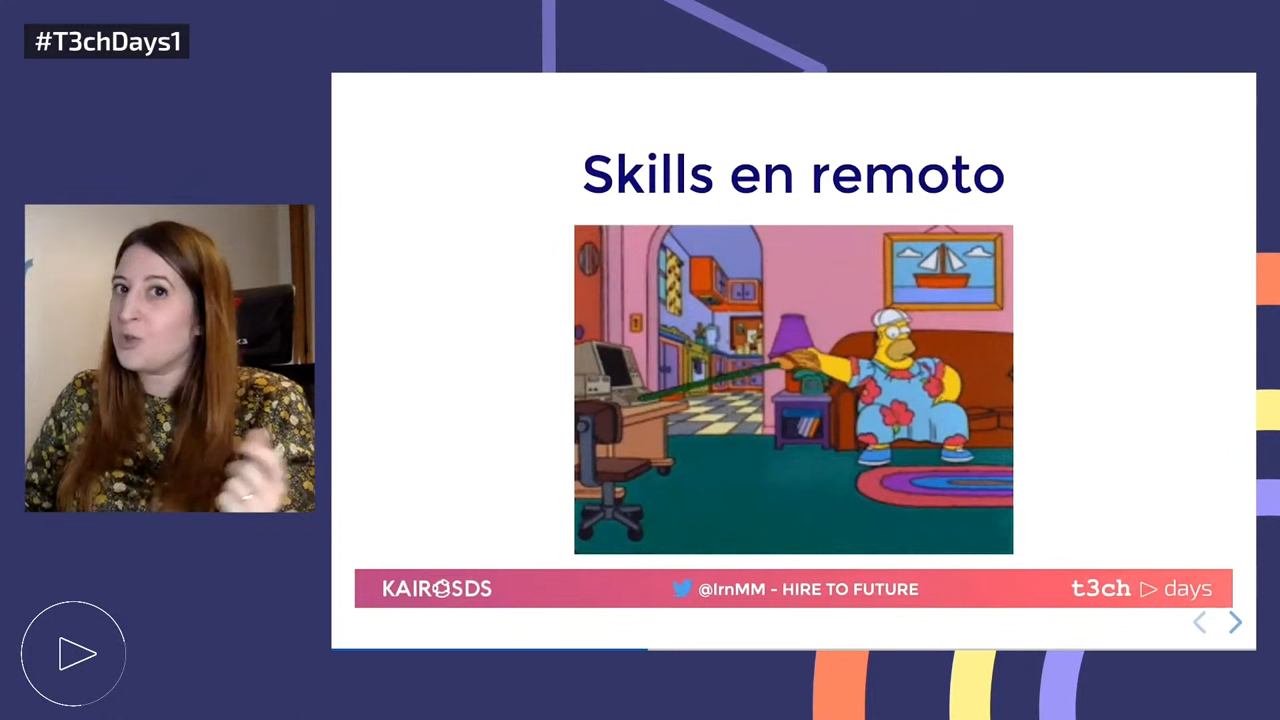 #T3chDays1
Skills en remoto
KAIROSDS
@IrnMM - HIRE TO FUTURE
t3ch days